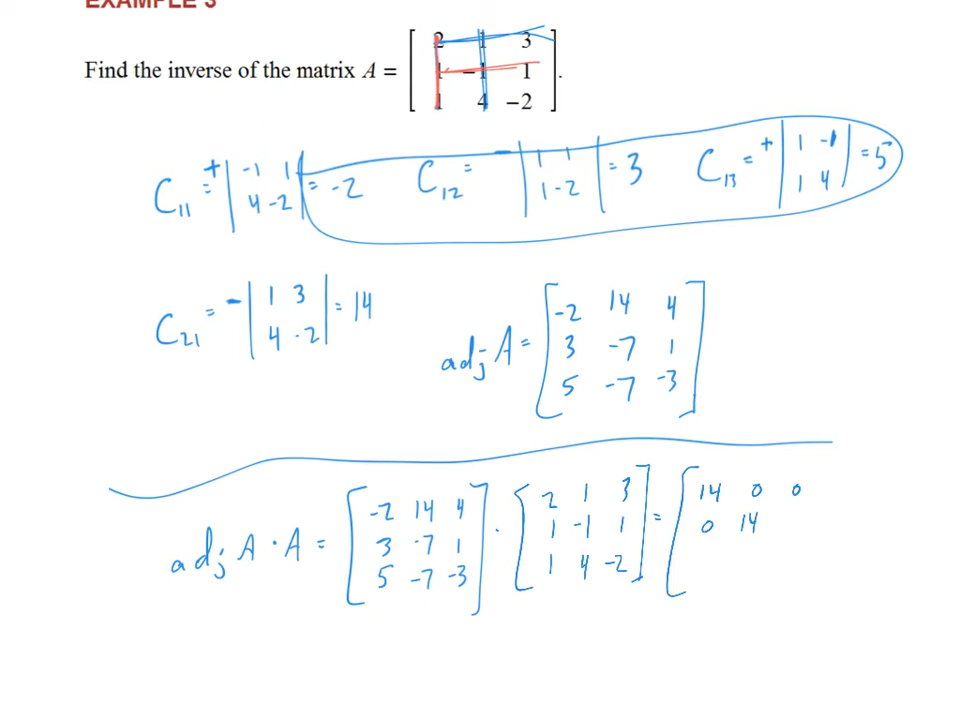 EXAMPLE 3
2 1 3
Find the inverse of the matrix A = 1 -1 1 .
1 4 -2
C11 = + | -1 1 | = -2 C12 = - | 1 1 | = 3 C13 = + | 1 -1 | = 5
4 -2 1 -2 1 4
C21 = - | 1 3 | = 14
4 -2
-2 14 4
adj A = 3 -7 1
5 -7 -3
-2 14 4 2 1 3 14 0 0
adj A · A = 3 -7 1 · 1 -1 1 = 0 14
5 -7 -3 1 4 -2